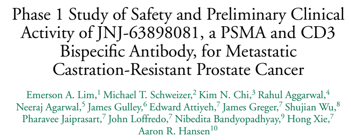 Phase 1 Study of Safety and Preliminary Clinical
Activity of JNJ-63898081, a PSMA and CD3
Bispecific Antibody, for Metastatic
Castration-Resistant Prostate Cancer
Emerson A. Lim,¹ Michael T. Schweizer,² Kim N. Chi,³ Rahul Aggarwal,⁴
Neeraj Agarwal,⁵ James Gulley,⁶ Edward Attiyeh,⁷ James Greger,⁷ Shujian Wu,⁸
Pharavee Jaiprasart,⁷ John Loffredo,⁷ Nibedita Bandyopadhyay,⁹ Hong Xie,⁷
Aaron R. Hansen¹⁰